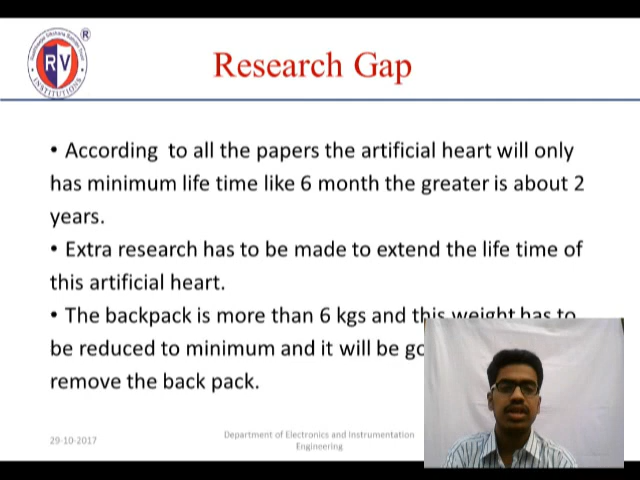 RV
INSTITUTIONS
®
Research Gap
• According to all the papers the artificial heart will only
has minimum life time like 6 month the greater is about 2
years.
• Extra research has to be made to extend the life time of
this artificial heart.
• The backpack is more than 6 kgs and this weight has to
be reduced to minimum and it will be
remove the back pack.
29-10-2017
Department of Electronics and Instrumentation
Engineering